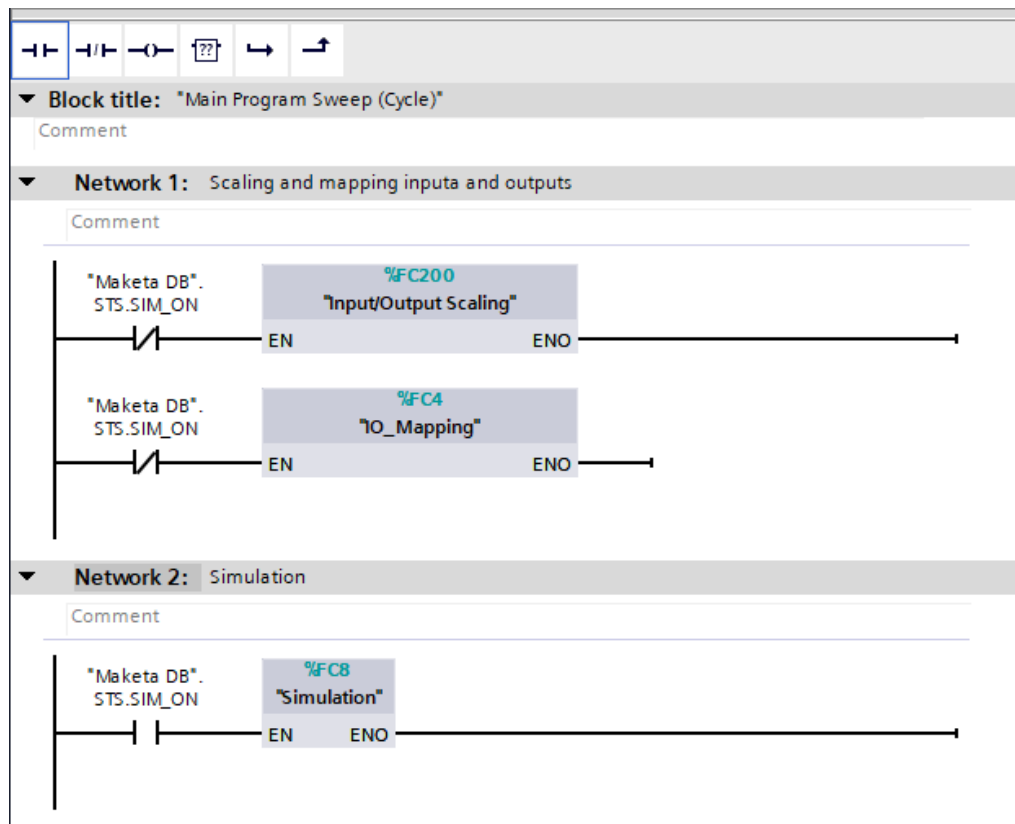 ??
Block title: "Main Program Sweep (Cycle)"
Comment
Network 1: Scaling and mapping inputa and outputs
Comment
"Maketa DB".
STS.SIM_ON
%FC200
"Input/Output Scaling"
EN ENO
"Maketa DB".
STS.SIM_ON
%FC4
"IO_Mapping"
EN ENO
Network 2: Simulation
Comment
"Maketa DB".
STS.SIM_ON
%FC8
"Simulation"
EN ENO